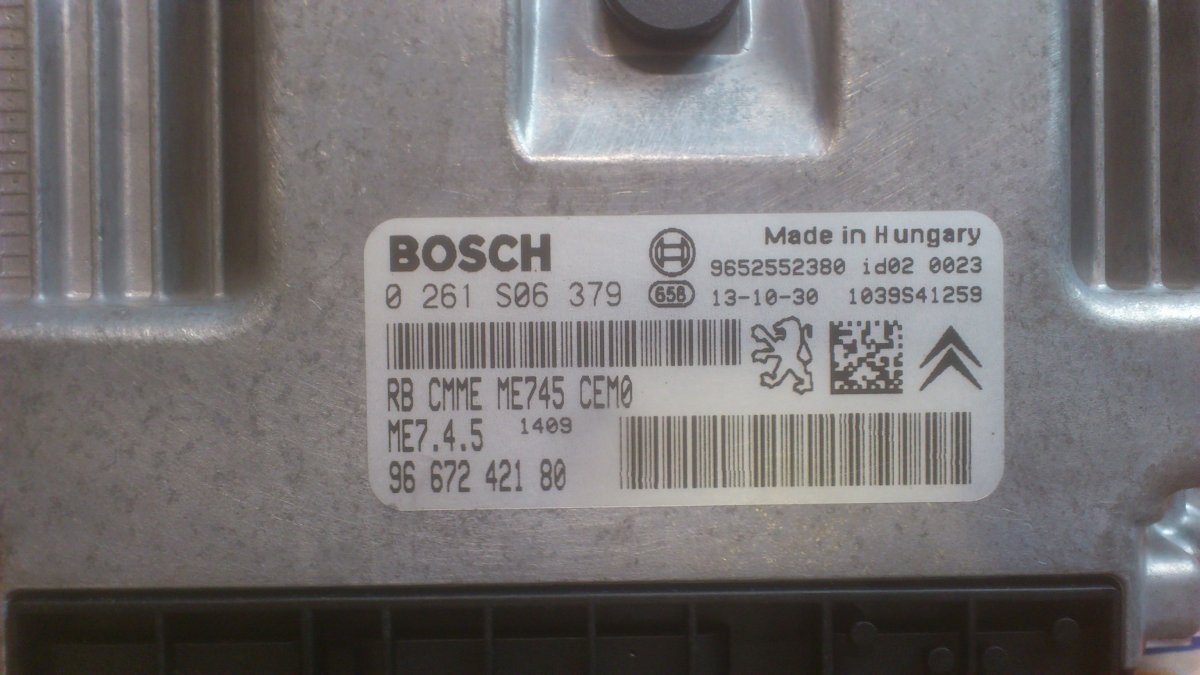 BOSCH
Made in Hungary
9652552380 id02 0023
0 261 S06 379
658
13-10-30 1039S41259
RB CMME ME745 CEM0
ME7.4.5 1409
96 672 421 80